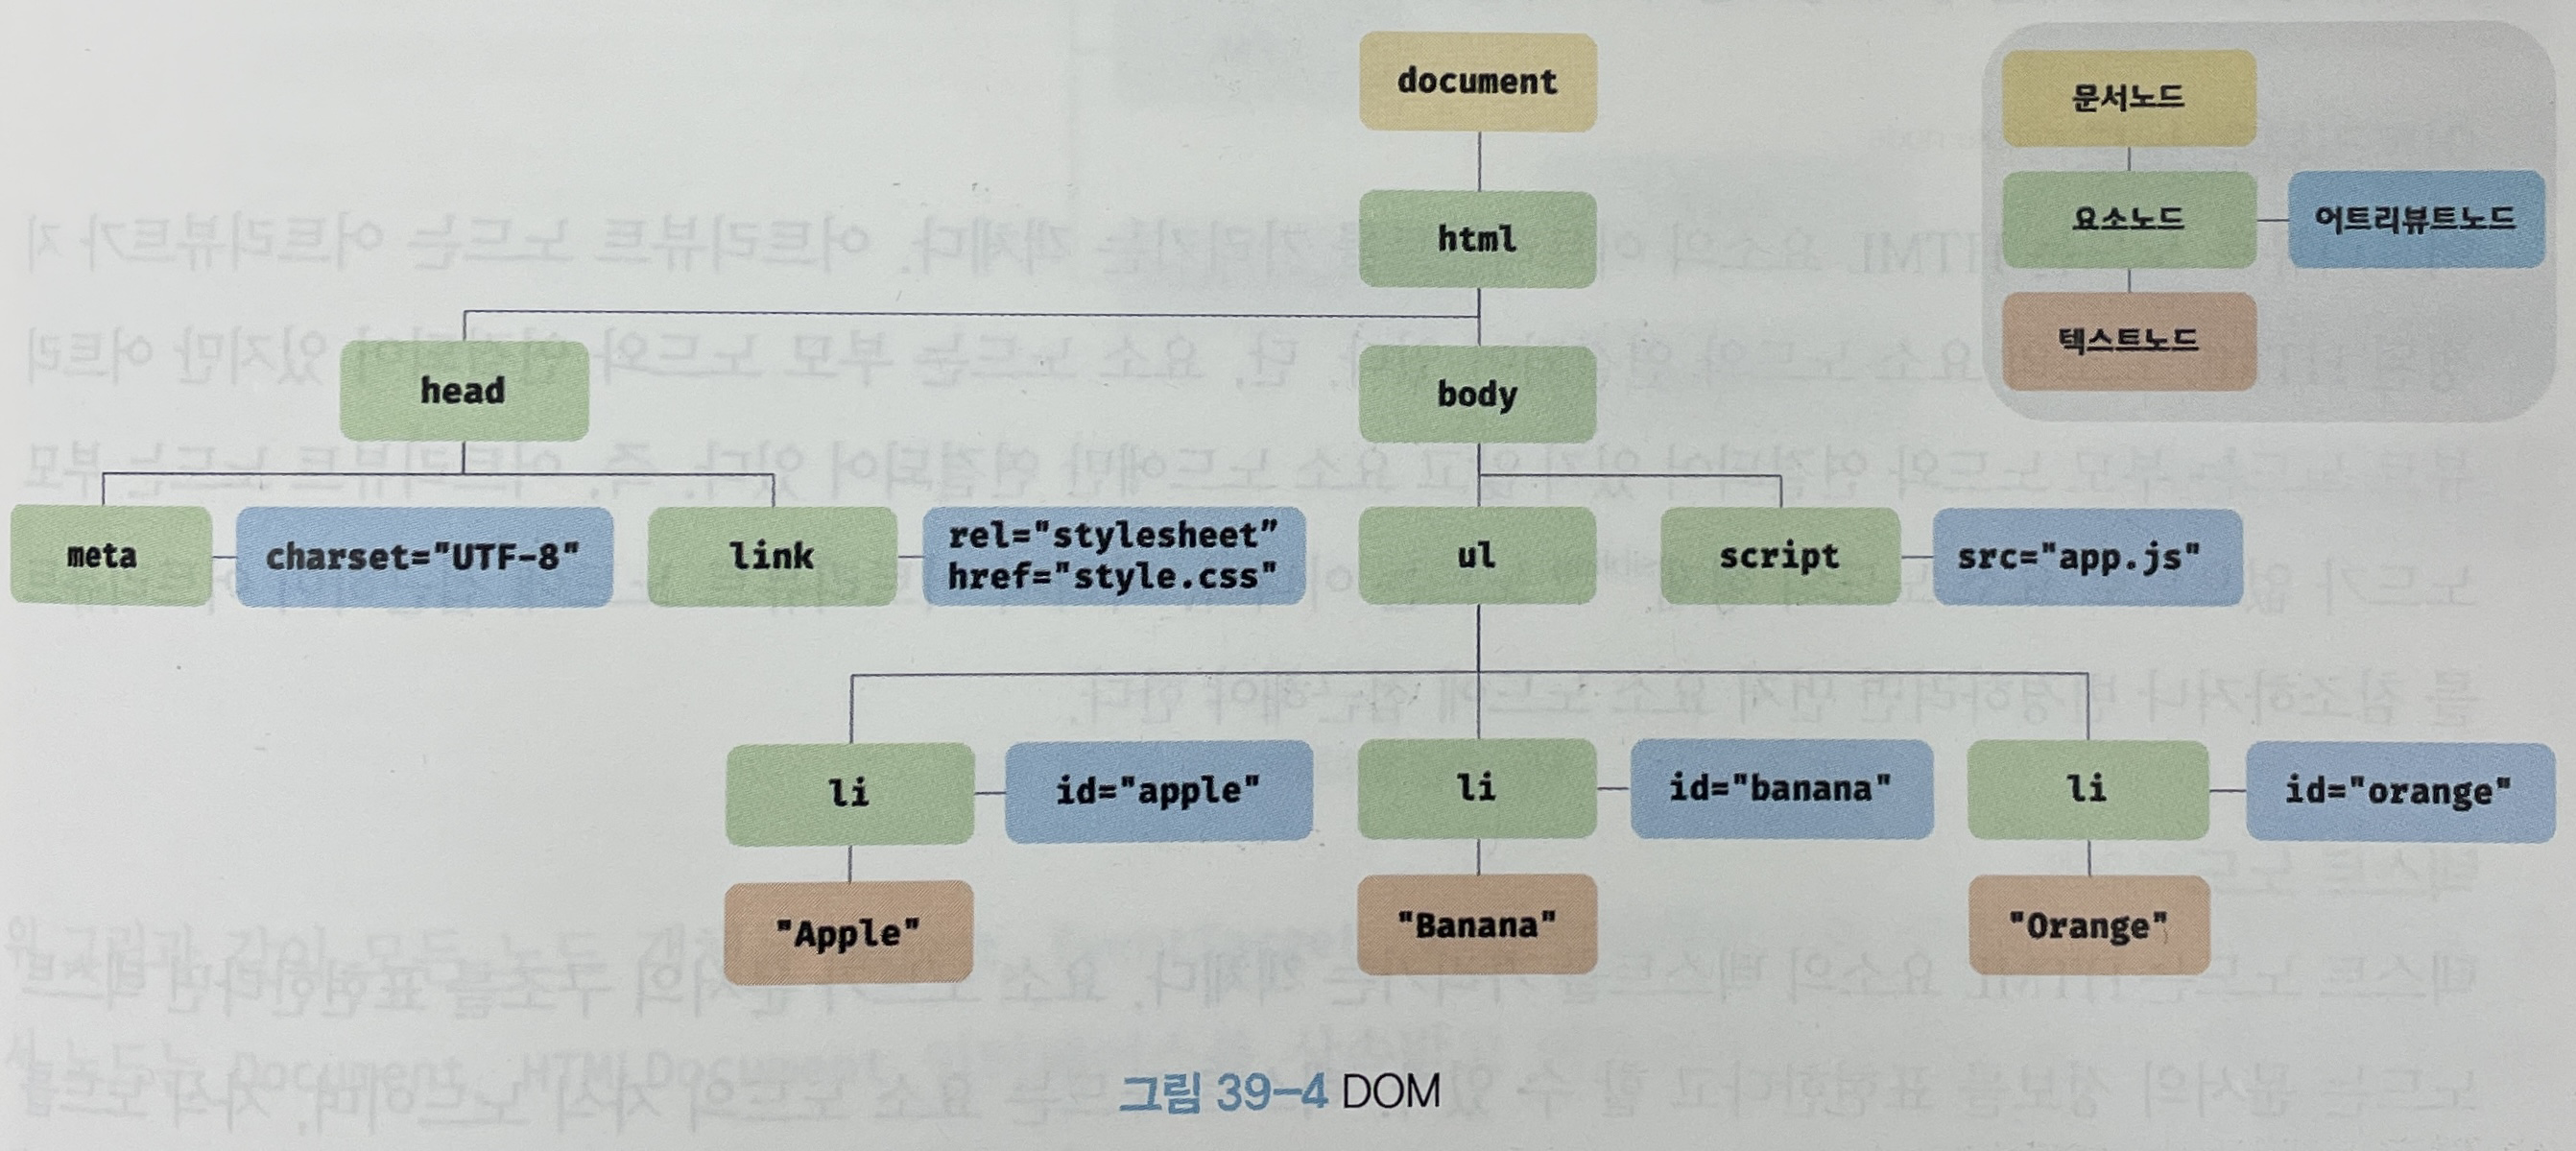 document
문서노드
html
요소노드
어트리뷰트노드
텍스트노드
head
body
meta
charset="UTF-8"
link
rel="stylesheet"
href="style.css"
ul
script
src="app.js"
li
id="apple"
li
id="banana"
li
id="orange"
"Apple"
"Banana"
"Orange"
그림 39-4 DOM